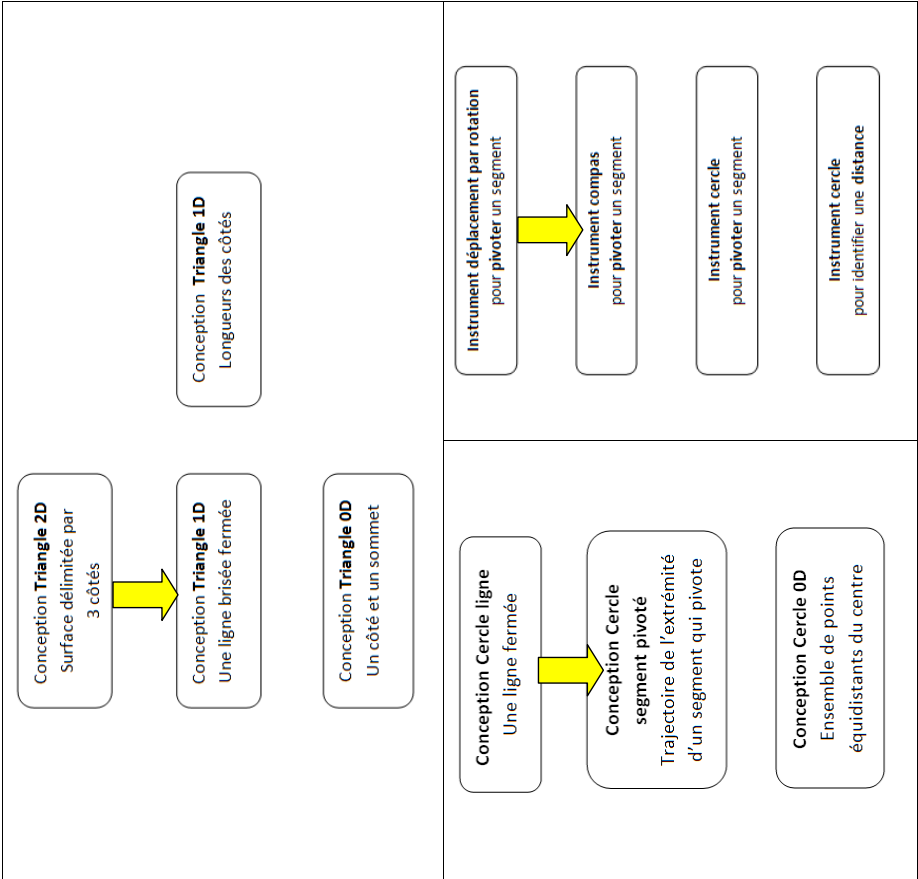 Conception Triangle 2D
Surface délimitée par
3 côtés
Conception Triangle 1D
Une ligne brisée fermée
Conception Triangle 1D
Longueurs des côtés
Conception Triangle 0D
Un côté et un sommet
Conception Cercle ligne
Une ligne fermée
Conception Cercle
segment pivoté
Trajectoire de l'extrémité
d'un segment qui pivote
Conception Cercle 0D
Ensemble de points
équidistants du centre
Instrument déplacement par rotation
pour pivoter un segment
Instrument compas
pour pivoter un segment
Instrument cercle
pour pivoter un segment
Instrument cercle
pour identifier une distance